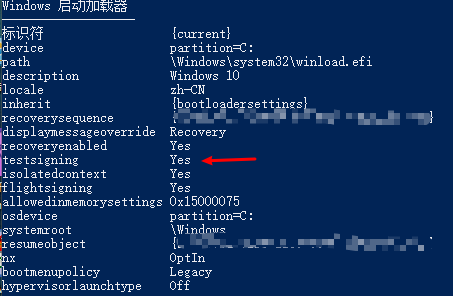 Windows 启动加载器
标识符 {current}
device partition=C:
path \Windows\system32\winload.efi
description Windows 10
locale zh-CN
inherit {bootloadersettings}
recoverysequence { }
displaymessageoverride Recovery
recoveryenabled Yes
testsigning Yes
isolatedcontext Yes
flightsigning Yes
allowedinmemorysettings 0x15000075
osdevice partition=C:
systemroot \Windows
resumeobject {
nx OptIn
bootmenupolicy Legacy
hypervisorlaunchtype Off